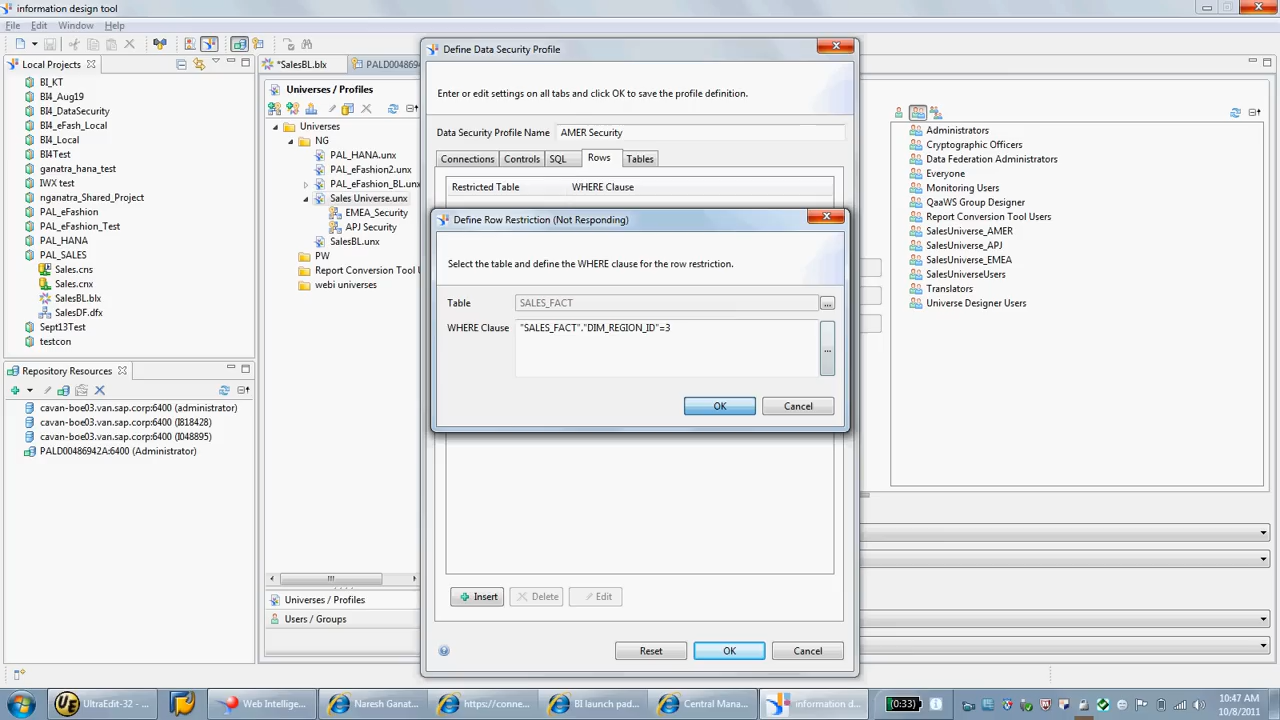 information design tool
File Edit Window Help
Local Projects
BI_KT
BI4_Aug19
BI4_DataSecurity
BI4_eFash_Local
BI4_Local
BI4Test
ganatra_hana_test
IWX test
nganatra_Shared_Project
PAL_eFashion
PAL_eFashion_Test
PAL_HANA
PAL_SALES
Sales.cns
Sales.cnx
SalesBL.blx
SalesDF.dfx
Sept13Test
testcon
Repository Resources
cavan-boe03.van.sap.corp:6400 (administrator)
cavan-boe03.van.sap.corp:6400 (I818428)
cavan-boe03.van.sap.corp:6400 (I048895)
PALD00486942A:6400 (Administrator)
*SalesBL.blx PALD0048694
Universes / Profiles
Universes
NG
PAL_HANA.unx
PAL_eFashion2.unx
PAL_eFashion_BL.unx
Sales Universe.unx
EMEA_Security
APJ Security
SalesBL.unx
PW
Report Conversion Tool U
webi universes
Universes / Profiles
Users / Groups
Define Data Security Profile
Enter or edit settings on all tabs and click OK to save the profile definition.
Data Security Profile Name AMER Security
Connections Controls SQL Rows Tables
Restricted Table WHERE Clause
Define Row Restriction (Not Responding)
Select the table and define the WHERE clause for the row restriction.
Table SALES_FACT ...
WHERE Clause "SALES_FACT"."DIM_REGION_ID"=3 ...
OK Cancel
Insert Delete Edit
Reset OK Cancel
Administrators
Cryptographic Officers
Data Federation Administrators
Everyone
Monitoring Users
QaaWS Group Designer
Report Conversion Tool Users
SalesUniverse_AMER
SalesUniverse_APJ
SalesUniverse_EMEA
SalesUniverseUsers
Translators
Universe Designer Users
UltraEdit-32 - ... Web Intellige... Naresh Ganat... https://conne... BI launch pad... Central Mana... information d... (0:33)
10:47 AM
10/8/2011